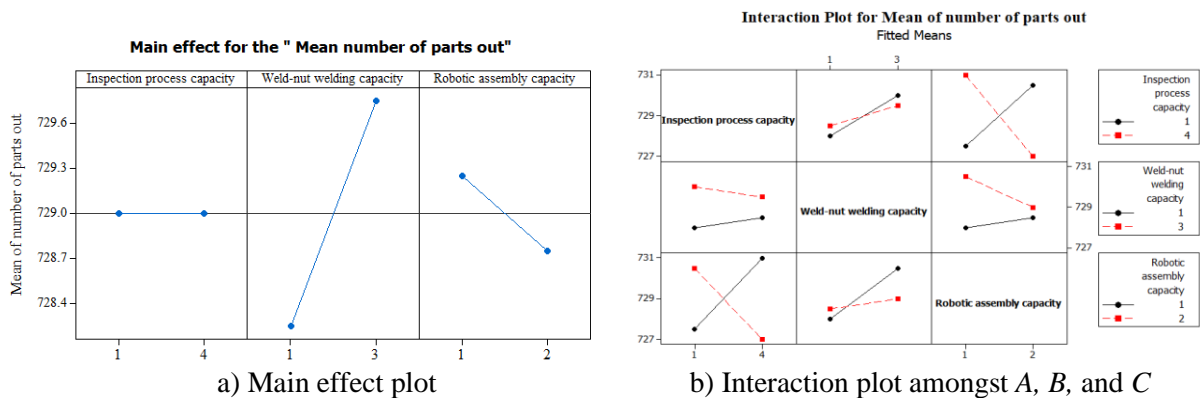 Main effect for the " Mean number of parts out"
Inspection process capacity
Weld-nut welding capacity
Robotic assembly capacity
Mean of number of parts out
729.6
729.3
729.0
728.7
728.4
1 4 1 3 1 2
a) Main effect plot
Interaction Plot for Mean of number of parts out
Fitted Means
1 3
731
729
727
Inspection process capacity
Inspection
process
capacity
1
4
Weld-nut welding capacity
731
729
727
Weld-nut
welding
capacity
1
3
731
729
727
Robotic assembly capacity
Robotic
assembly
capacity
1
2
1 4 1 2
b) Interaction plot amongst A, B, and C